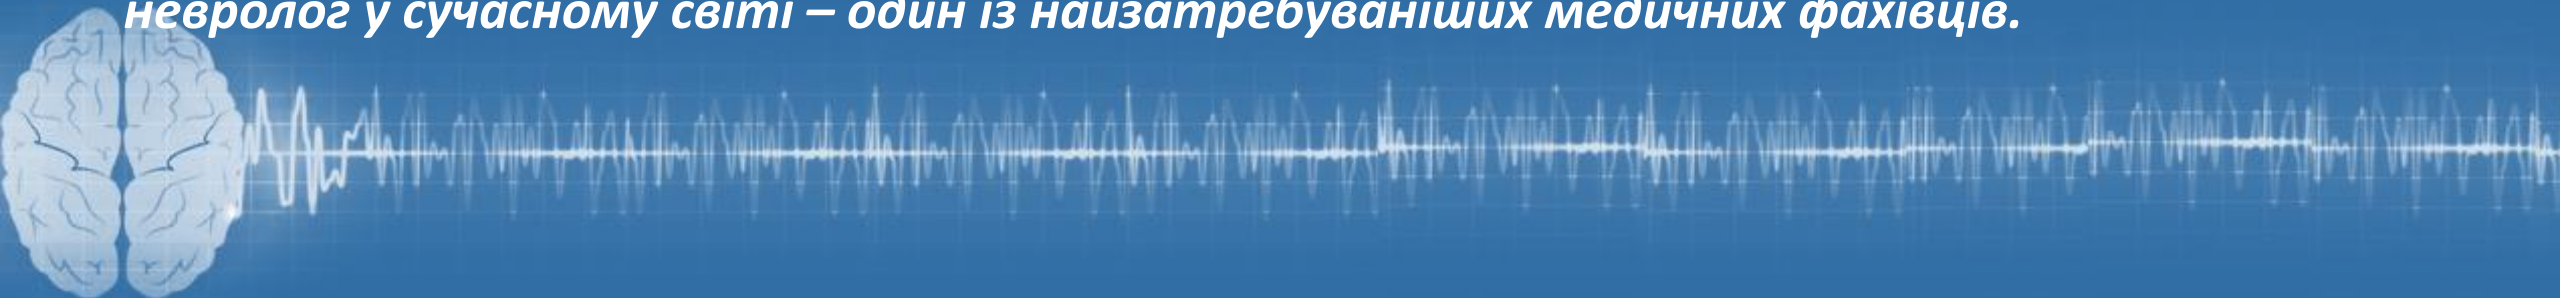 невролог у сучасному світі – один із найзатребуваніших медичних фахівців.